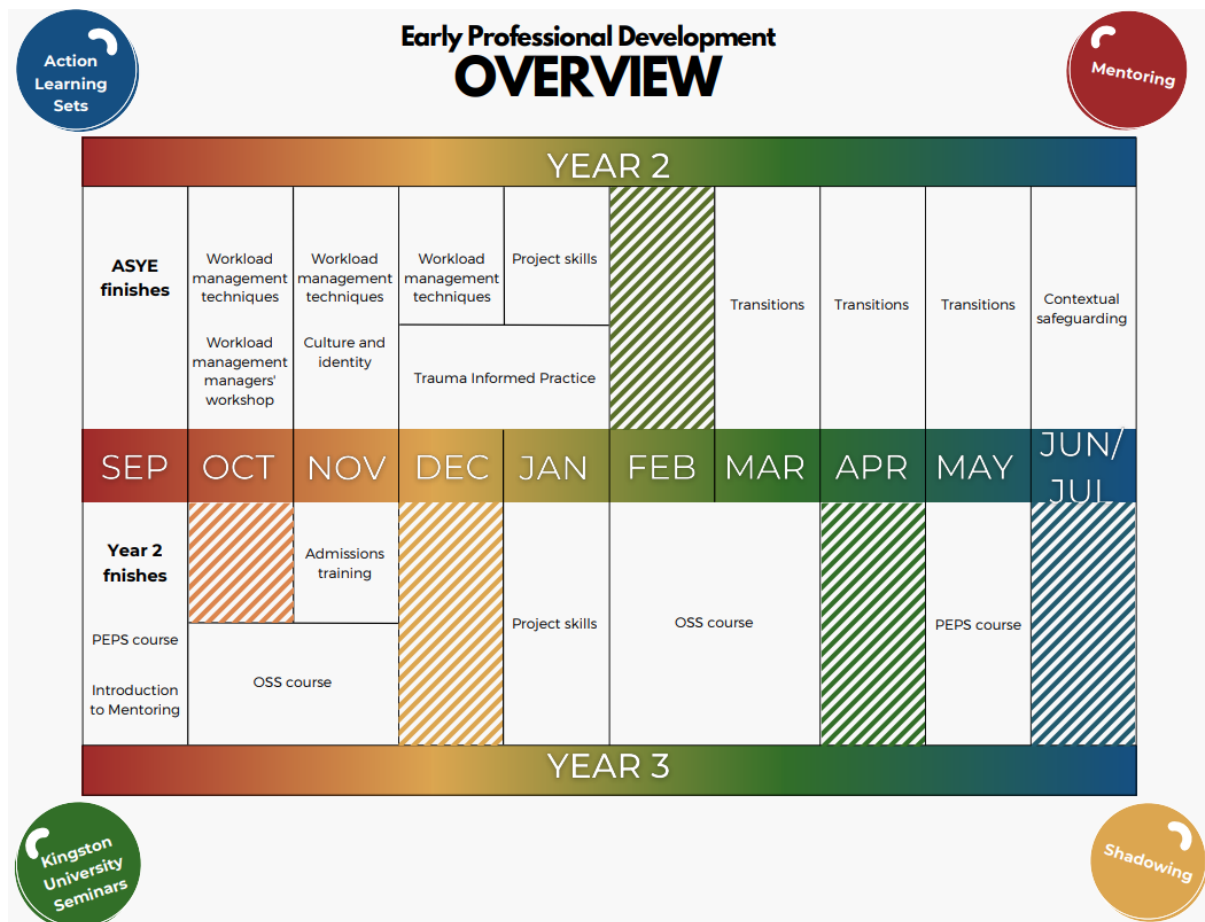 Action
Learning
Sets
Early Professional Development
OVERVIEW
Mentoring
YEAR 2
ASYE
finishes
Workload
management
techniques
Workload
management
managers'
workshop
Workload
management
techniques
Culture and
identity
Workload
management
techniques
Project skills
Trauma Informed Practice
Transitions
Transitions
Transitions
Contextual
safeguarding
SEP
OCT
NOV
DEC
JAN
FEB
MAR
APR
MAY
JUN/
JUL
Year 2
fnishes
PEPS course
Introduction
to Mentoring
Admissions
training
OSS course
Project skills
OSS course
PEPS course
YEAR 3
Kingston
University
Seminars
Shadowing